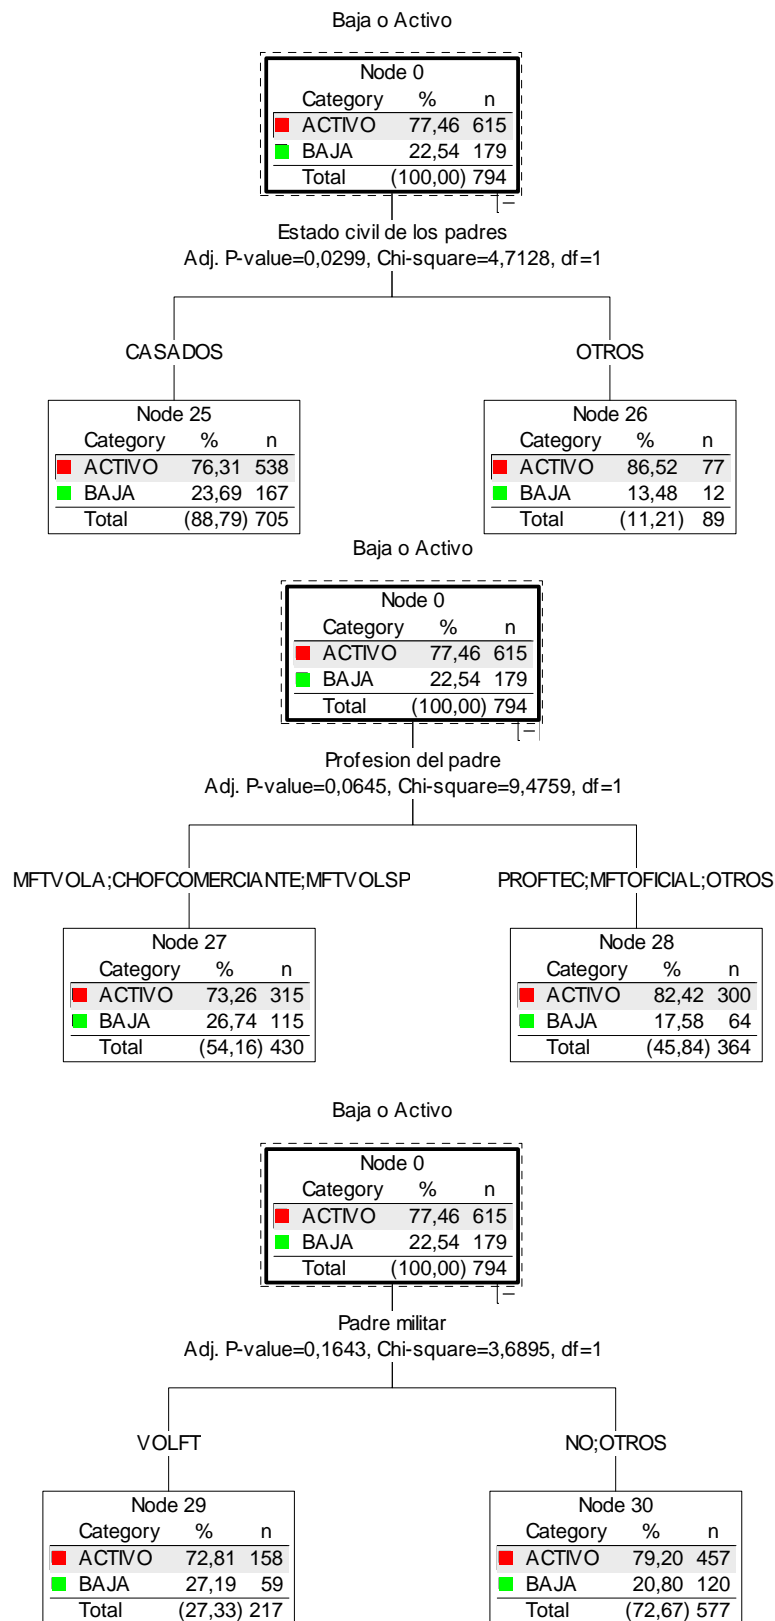 Baja o Activo
Node 0
Category % n
ACTIVO 77,46 615
BAJA 22,54 179
Total (100,00) 794
Estado civil de los padres
Adj. P-value=0,0299, Chi-square=4,7128, df=1
CASADOS OTROS
Node 25 Node 26
Category % n Category % n
ACTIVO 76,31 538 ACTIVO 86,52 77
BAJA 23,69 167 BAJA 13,48 12
Total (88,79) 705 Total (11,21) 89
Baja o Activo
Node 0
Category % n
ACTIVO 77,46 615
BAJA 22,54 179
Total (100,00) 794
Profesion del padre
Adj. P-value=0,0645, Chi-square=9,4759, df=1
MFTVOLA;CHOFCOMERCIANTE;MFTVOLSP PROFTEC;MFTOFICIAL;OTROS
Node 27 Node 28
Category % n Category % n
ACTIVO 73,26 315 ACTIVO 82,42 300
BAJA 26,74 115 BAJA 17,58 64
Total (54,16) 430 Total (45,84) 364
Baja o Activo
Node 0
Category % n
ACTIVO 77,46 615
BAJA 22,54 179
Total (100,00) 794
Padre militar
Adj. P-value=0,1643, Chi-square=3,6895, df=1
VOLFT NO;OTROS
Node 29 Node 30
Category % n Category % n
ACTIVO 72,81 158 ACTIVO 79,20 457
BAJA 27,19 59 BAJA 20,80 120
Total (27,33) 217 Total (72,67) 577